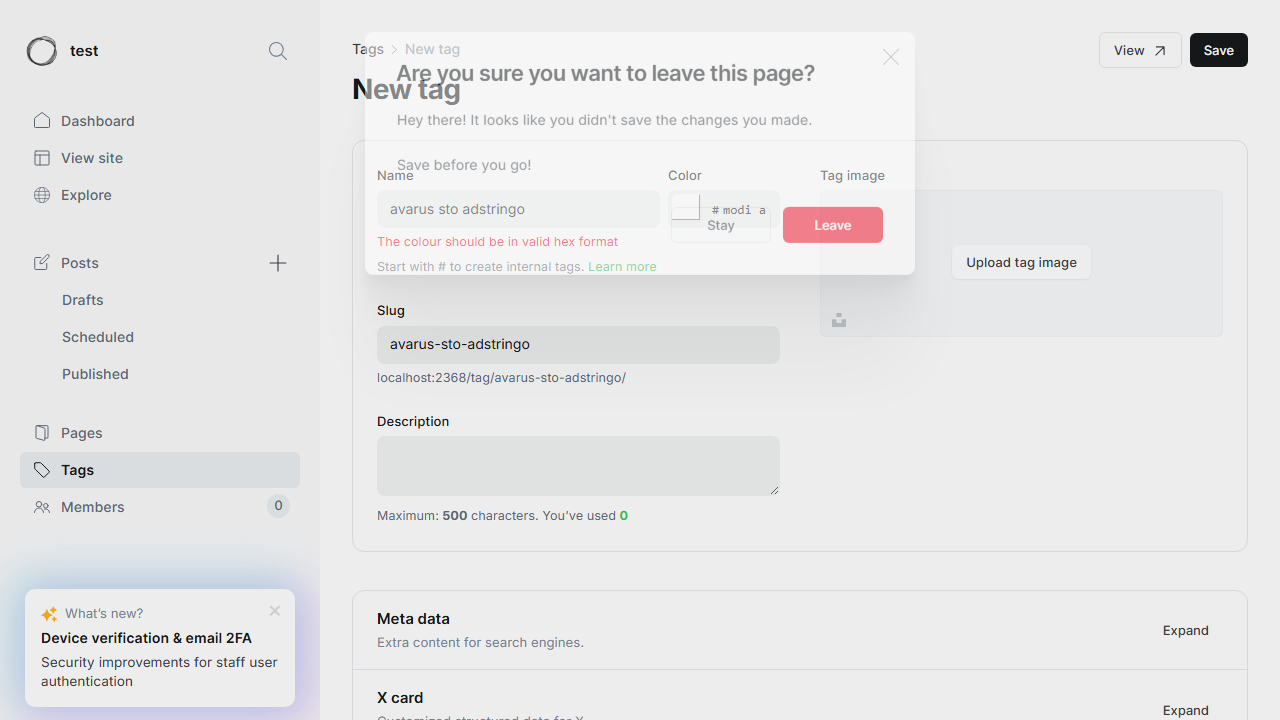 test
Dashboard
View site
Explore
Posts
Drafts
Scheduled
Published
Pages
Tags
Members 0
What's new?
Device verification & email 2FA
Security improvements for staff user
authentication
Tags New tag
View
Save
New tag
Are you sure you want to leave this page?
Hey there! It looks like you didn't save the changes you made.
Save before you go!
Stay
Leave
Name
avarus sto adstringo
The colour should be in valid hex format
Start with # to create internal tags. Learn more
Color
# modi a
Tag image
Upload tag image
Slug
avarus-sto-adstringo
localhost:2368/tag/avarus-sto-adstringo/
Description
Maximum: 500 characters. You've used 0
Meta data
Extra content for search engines.
Expand
X card
Customized structured data for X
Expand